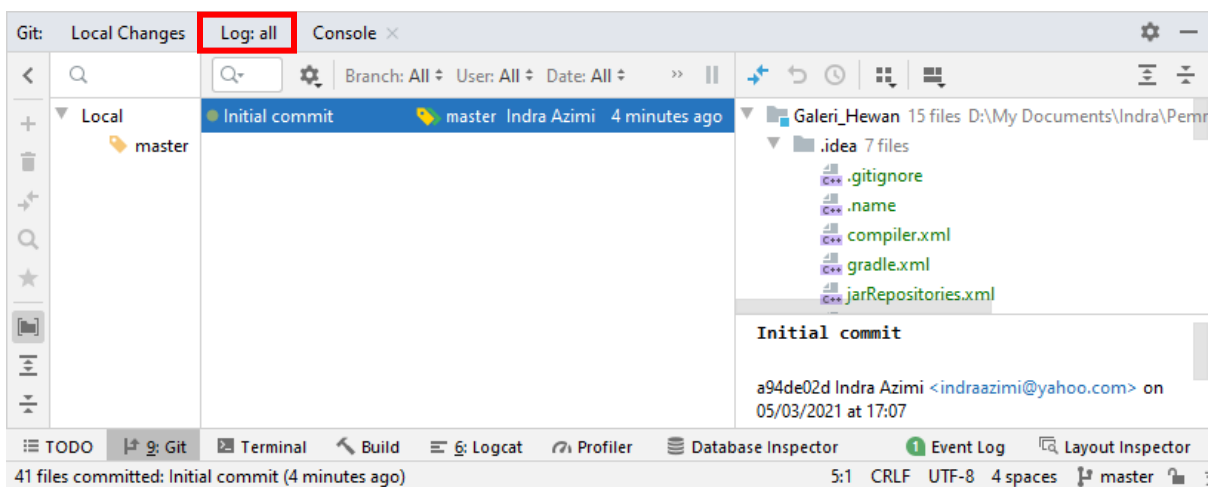 Git: Local Changes Log: all Console
Branch: All User: All Date: All
Local
master
Initial commit master Indra Azimi 4 minutes ago
Galeri_Hewan 15 files D:\My Documents\Indra\Pemr
.idea 7 files
.gitignore
.name
compiler.xml
gradle.xml
jarRepositories.xml
Initial commit
a94de02d Indra Azimi <indraazimi@yahoo.com> on
05/03/2021 at 17:07
TODO 9: Git Terminal Build 6: Logcat Profiler Database Inspector 1 Event Log Layout Inspector
41 files committed: Initial commit (4 minutes ago) 5:1 CRLF UTF-8 4 spaces master